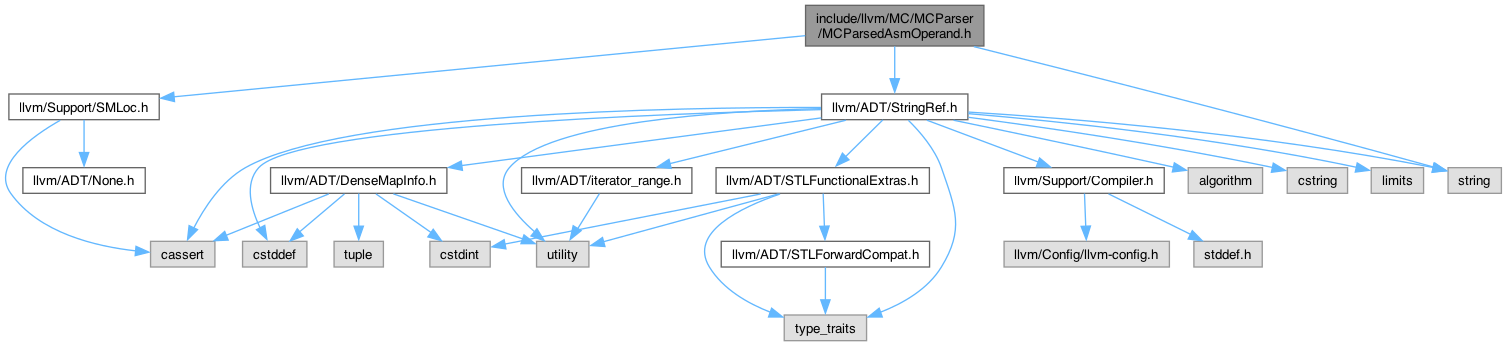 include/llvm/MC/MCParser
/MCParsedAsmOperand.h
llvm/Support/SMLoc.h
llvm/ADT/StringRef.h
llvm/ADT/None.h
llvm/ADT/DenseMapInfo.h
llvm/ADT/iterator_range.h
llvm/ADT/STLFunctionalExtras.h
llvm/Support/Compiler.h
algorithm
cstring
limits
string
cassert
cstddef
tuple
cstdint
utility
llvm/ADT/STLForwardCompat.h
llvm/Config/llvm-config.h
stddef.h
type_traits